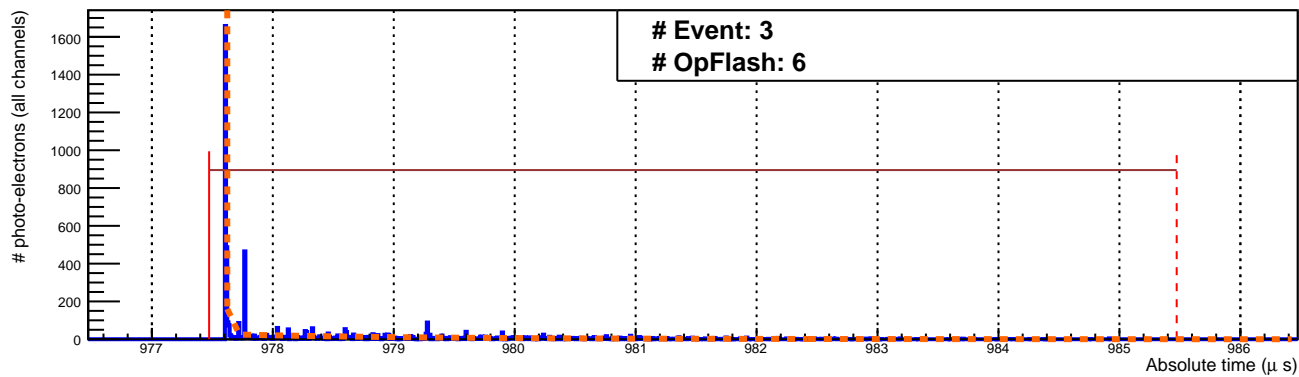 # Event: 3
# OpFlash: 6
# photo-electrons (all channels)
1600
1400
1200
1000
800
600
400
200
0
977 978 979 980 981 982 983 984 985 986
Absolute time (μ s)